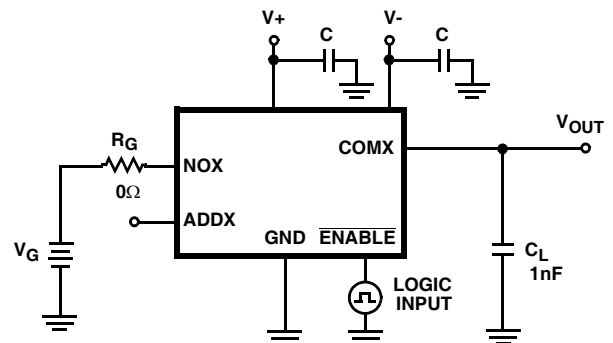 V+
C
V-
C
RG
0Ω
NOX
COMX
VOUT
ADDX
GND
ENABLE
VG
LOGIC
INPUT
CL
1nF